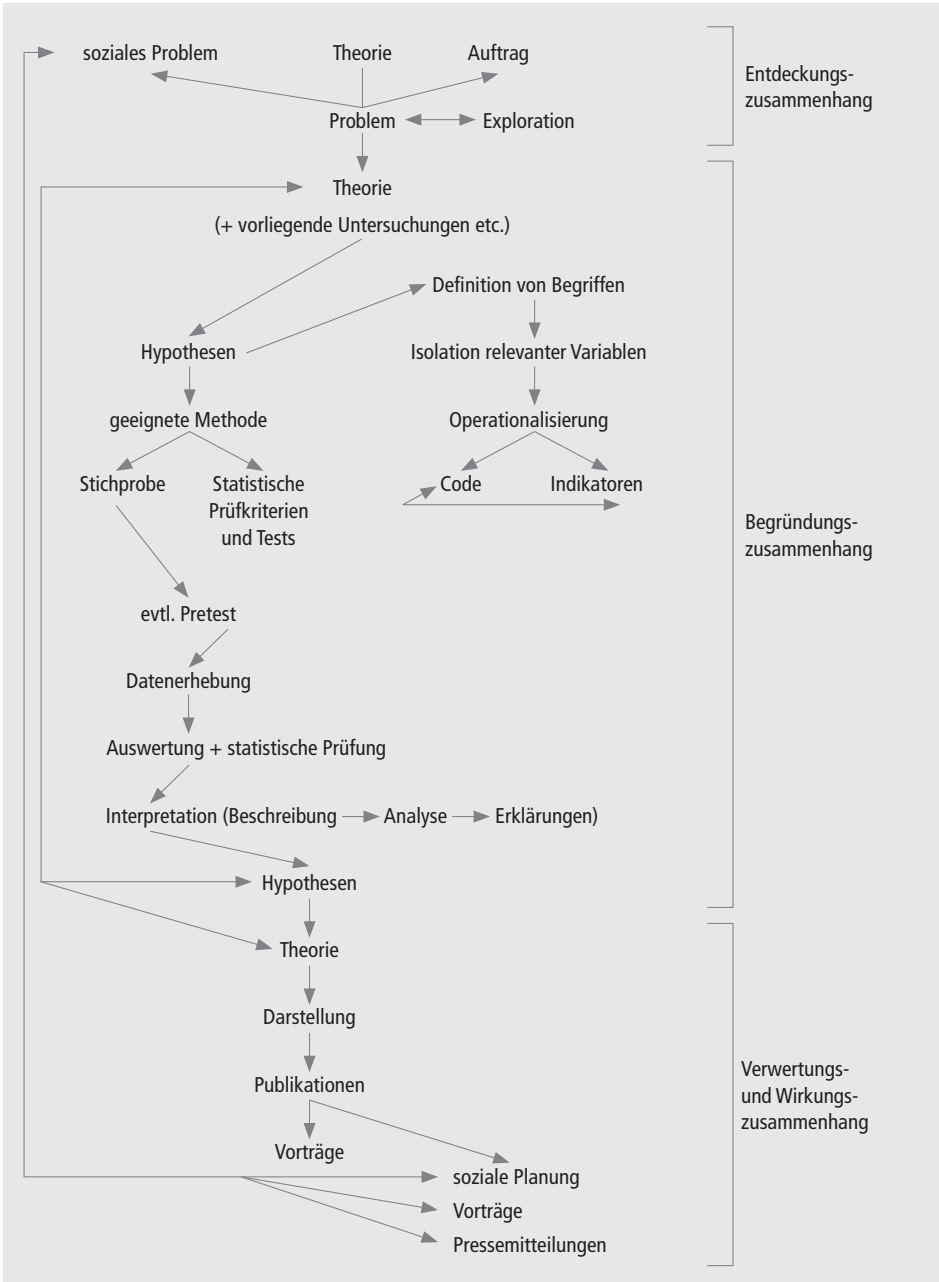 soziales Problem
Theorie
Auftrag
Entdeckungs-
zusammenhang
Problem
Exploration
Theorie
(+ vorliegende Untersuchungen etc.)
Definition von Begriffen
Hypothesen
Isolation relevanter Variablen
geeignete Methode
Operationalisierung
Stichprobe
Statistische
Prüfkriterien
und Tests
Code
Indikatoren
Begründungs-
zusammenhang
evtl. Pretest
Datenerhebung
Auswertung + statistische Prüfung
Interpretation (Beschreibung Analyse Erklärungen)
Hypothesen
Theorie
Darstellung
Publikationen
Verwertungs-
und Wirkungs-
zusammenhang
Vorträge
soziale Planung
Vorträge
Pressemitteilungen